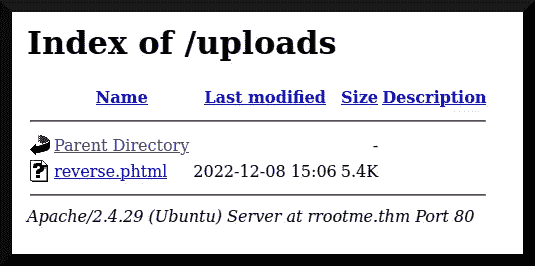 Index of /uploads
Name Last modified Size Description
Parent Directory -
reverse.phtml 2022-12-08 15:06 5.4K
Apache/2.4.29 (Ubuntu) Server at rrootme.thm Port 80